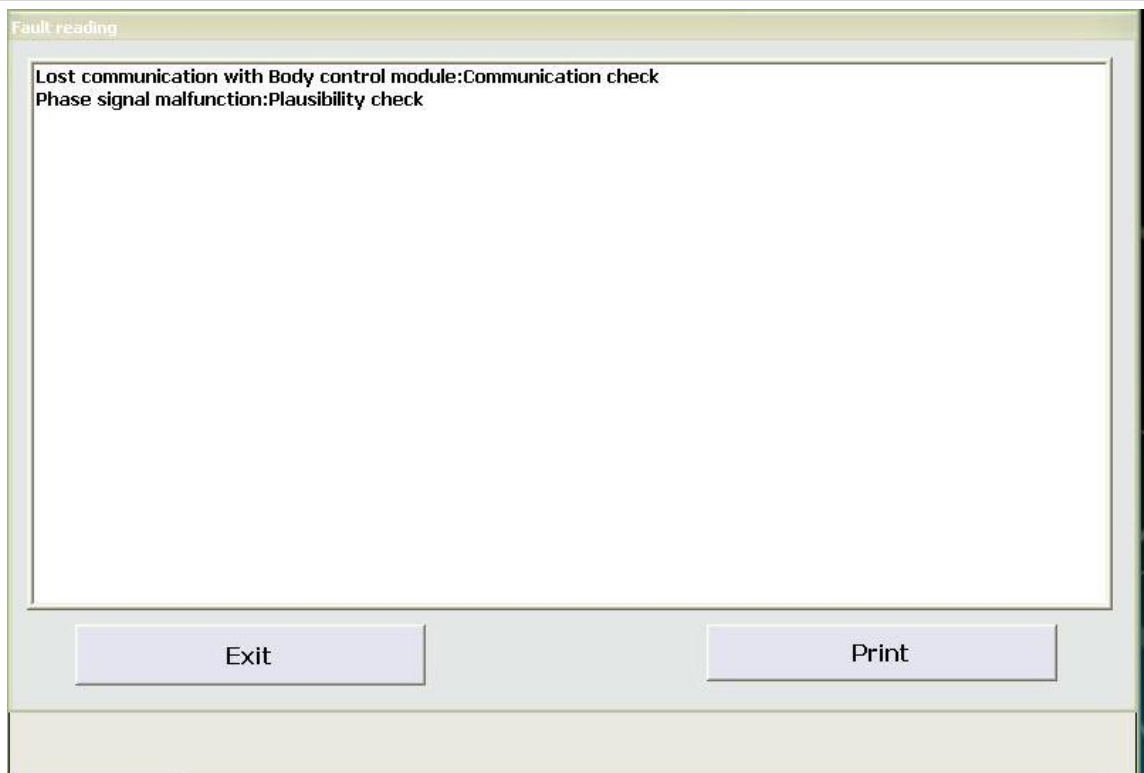 Fault reading
Lost communication with Body control module:Communication check
Phase signal malfunction:Plausibility check
Exit
Print